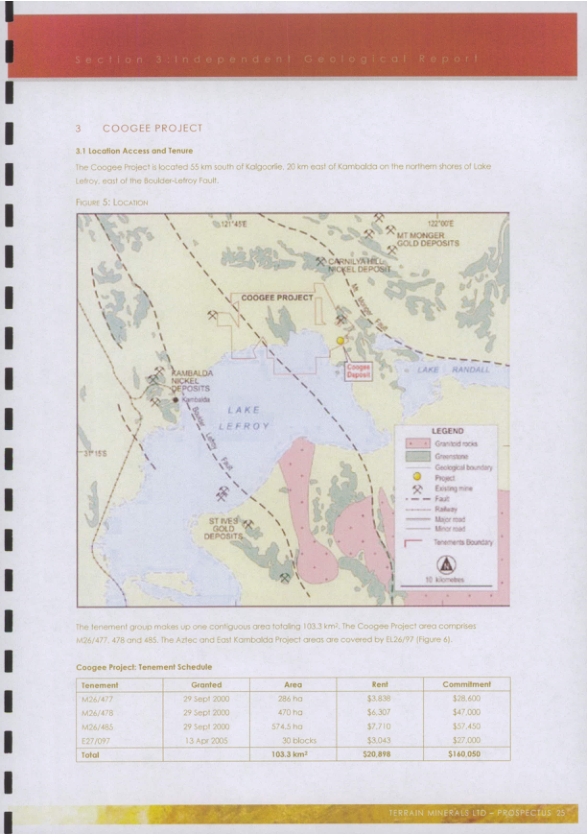 Section 3:Independent Geological Report
3 COOGEE PROJECT
3.1 Location Access and Tenure
The Coogee Project is located 55 km south of Kalgoorlie, 20 km east of Kambalda on the northern shores of Lake
Lefroy, east of the Boulder-Lefroy Fault.
FIGURE 5: LOCATION
121°45'E
122°00'E
MT MONGER
GOLD DEPOSITS
CARNILYA HILL
NICKEL DEPOSIT
COOGEE PROJECT
Mt Monger Fault
Coogee
Deposit
LAKE RANDALL
KAMBALDA
NICKEL
DEPOSITS
Kambalda
LAKE
LEFROY
Boulder Lefroy Fault
31°15'S
ST IVES
GOLD
DEPOSITS
LEGEND
Granitoid rocks
Greenstone
Geological boundary
Project
Existing mine
Fault
Railway
Major road
Minor road
Tenements Boundary
10 kilometres
The tenement group makes up one contiguous area totaling 103.3 km². The Coogee Project area comprises
M26/477, 478 and 485. The Aztec and East Kambalda Project areas are covered by EL26/97 (Figure 6).
Coogee Project: Tenement Schedule
Tenement Granted Area Rent Commitment
M26/477 29 Sept 2000 286 ha $3,838 $28,600
M26/478 29 Sept 2000 470 ha $6,307 $47,000
M26/485 29 Sept 2000 574.5 ha $7,710 $57,450
E27/097 13 Apr 2005 30 blocks $3,043 $27,000
Total 103.3 km² $20,898 $160,050
TERRAIN MINERALS LTD – PROSPECTUS 25